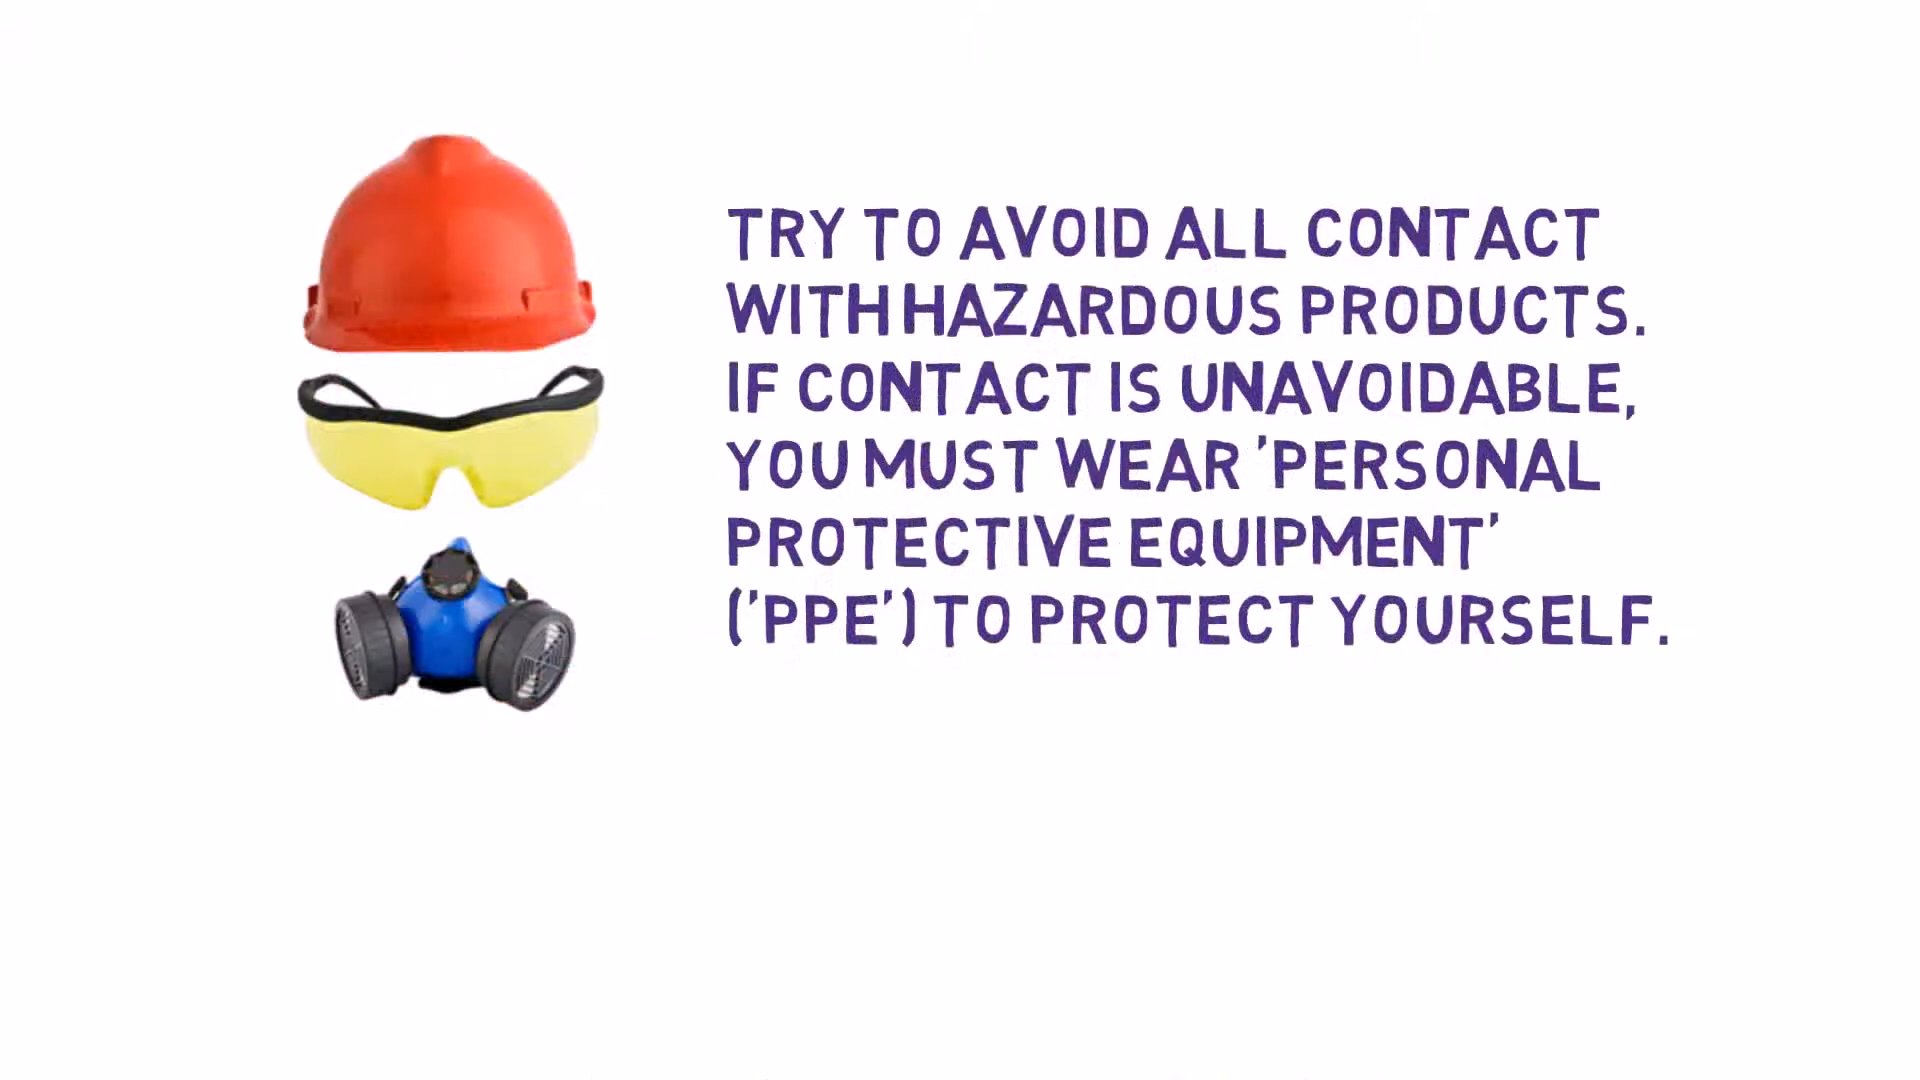 TRY TO AVOID ALL CONTACT
WITH HAZARDOUS PRODUCTS.
IF CONTACT IS UNAVOIDABLE,
YOU MUST WEAR 'PERSONAL
PROTECTIVE EQUIPMENT'
('PPE') TO PROTECT YOURSELF.